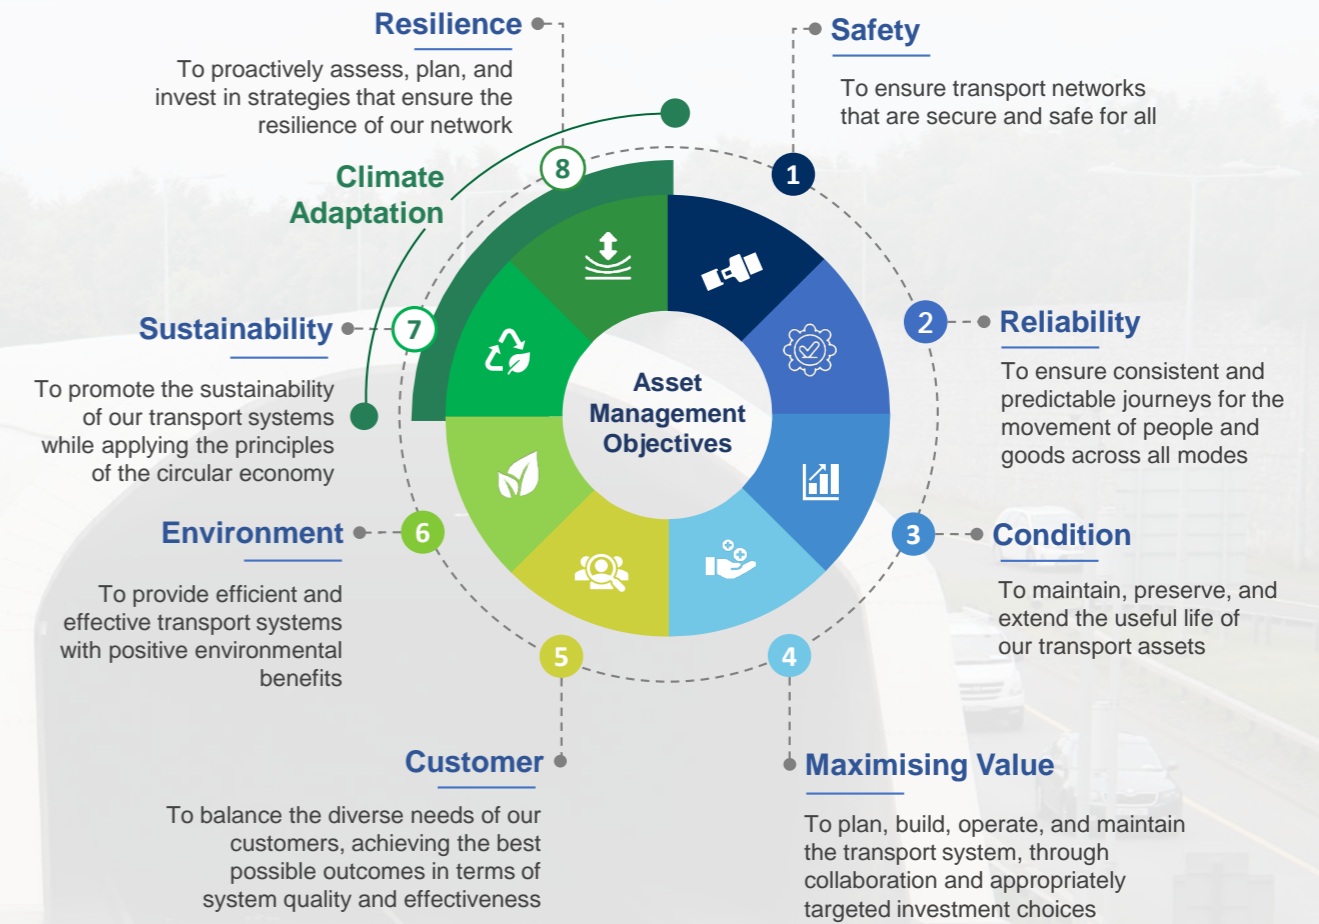 Resilience
To proactively assess, plan, and
invest in strategies that ensure the
resilience of our network
Climate
Adaptation
8
Safety
To ensure transport networks
that are secure and safe for all
1
Asset
Management
Objectives
2
Reliability
To ensure consistent and
predictable journeys for the
movement of people and
goods across all modes
3
Condition
To maintain, preserve, and
extend the useful life of
our transport assets
4
Maximising Value
To plan, build, operate, and maintain
the transport system, through
collaboration and appropriately
targeted investment choices
5
Customer
To balance the diverse needs of our
customers, achieving the best
possible outcomes in terms of
system quality and effectiveness
6
Environment
To provide efficient and
effective transport systems
with positive environmental
benefits
7
Sustainability
To promote the sustainability
of our transport systems
while applying the principles
of the circular economy